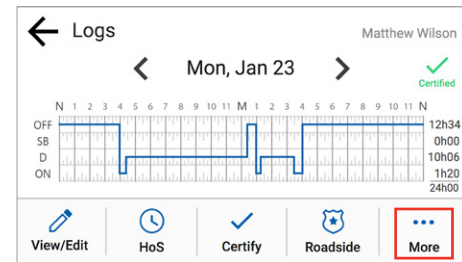 Logs
Matthew Wilson
Mon, Jan 23
Certified
N 1 2 3 4 5 6 7 8 9 10 11 M 1 2 3 4 5 6 7 8 9 10 11 N
OFF 12h34
SB 0h00
D 10h06
ON 1h20
24h00
View/Edit HoS Certify Roadside More